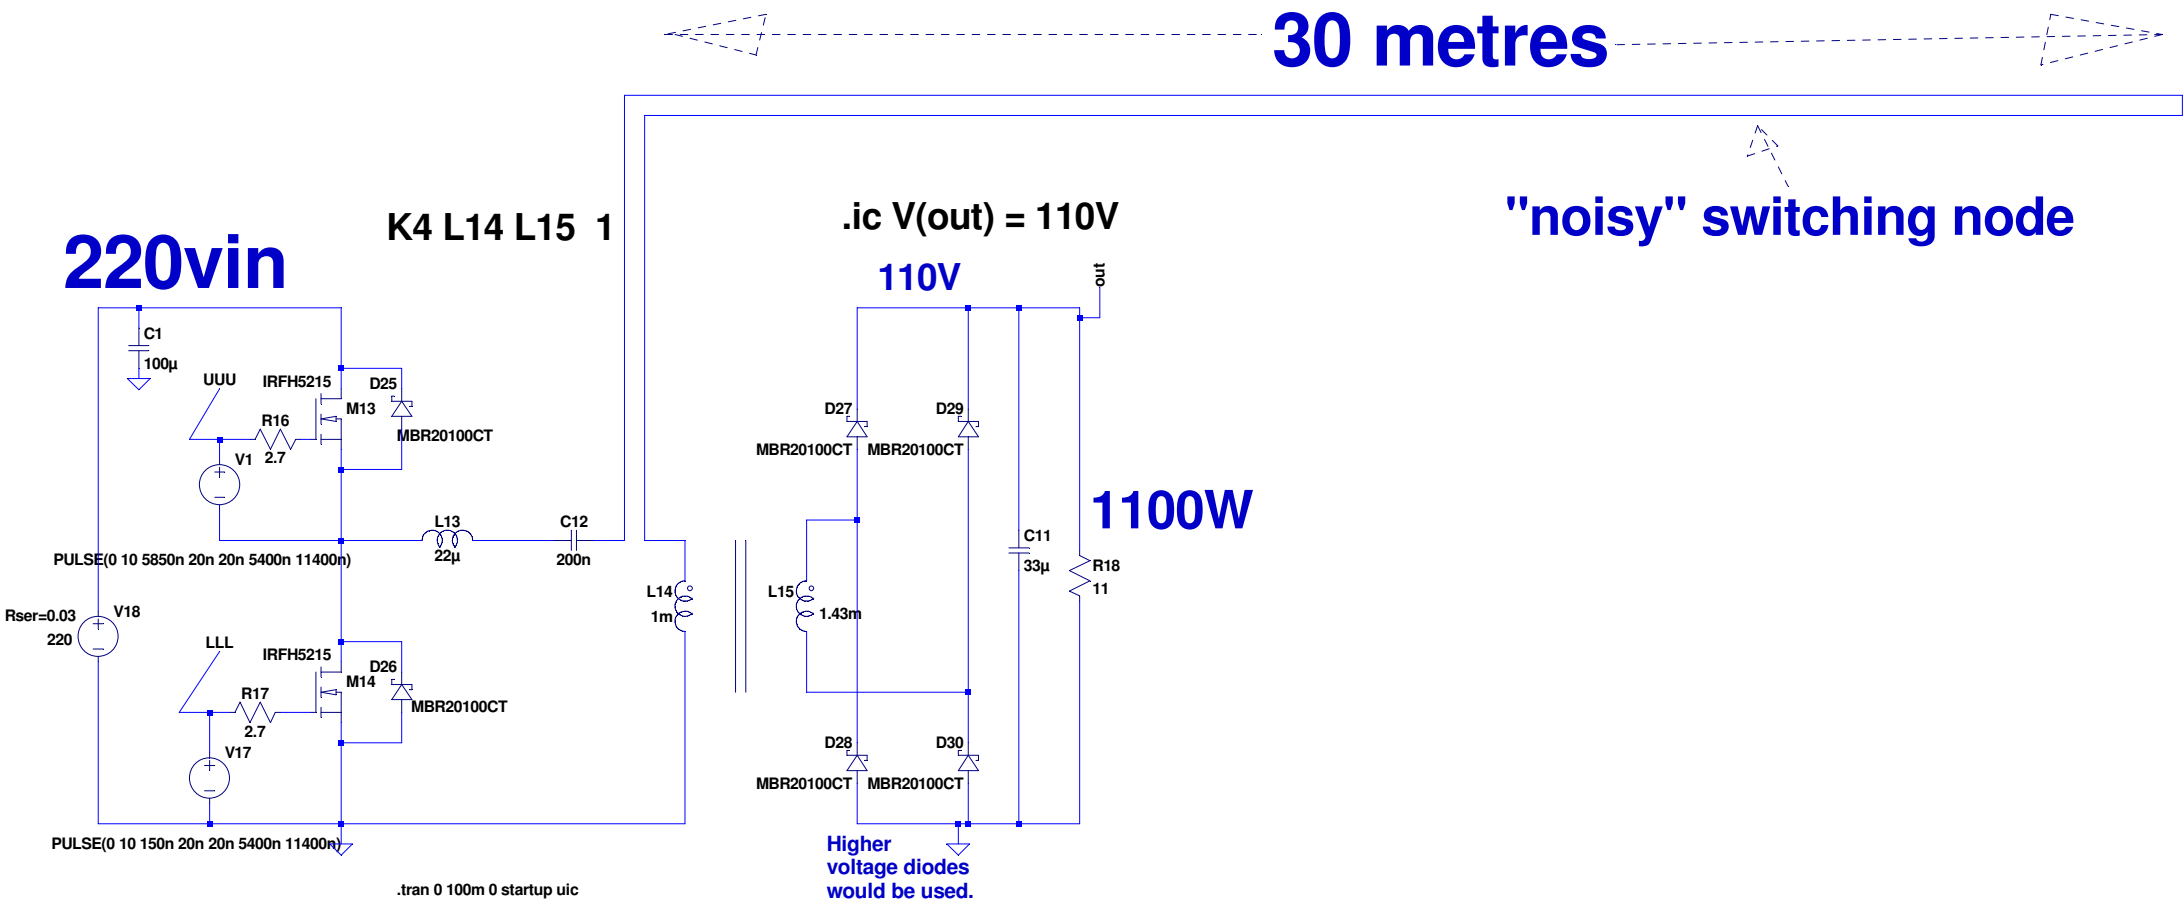 30 metres
"noisy" switching node
K4 L14 L15 1
.ic V(out) = 110V
220vin
110V
out
C1
100µ
UUU
IRFH5215
D25
M13
R16
2.7
V1
MBR20100CT
D27
MBR20100CT
D29
MBR20100CT
1100W
L13
22µ
C12
200n
PULSE(0 10 5850n 20n 20n 5400n 11400n)
C11
33µ
R18
11
L14
1m
L15
1.43m
Rser=0.03
V18
220
LLL
IRFH5215
D26
M14
R17
2.7
MBR20100CT
V17
D28
MBR20100CT
D30
MBR20100CT
PULSE(0 10 150n 20n 20n 5400n 11400n)
Higher
voltage diodes
would be used.
.tran 0 100m 0 startup uic